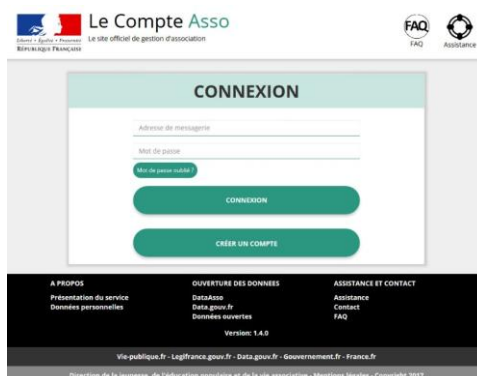 Le Compte Asso
Le site officiel de gestion d'association
Liberté • Égalité • Fraternité
RÉPUBLIQUE FRANÇAISE
FAQ
FAQ
Assistance
CONNEXION
Adresse de messagerie
Mot de passe
Mot de passe oublié ?
CONNEXION
CRÉER UN COMPTE
A PROPOS
Présentation du service
Données personnelles
OUVERTURE DES DONNEES
DataAsso
Data.gouv.fr
Données ouvertes
ASSISTANCE ET CONTACT
Assistance
Contact
FAQ
Version: 1.4.0
Vie-publique.fr - Legifrance.gouv.fr - Data.gouv.fr - Gouvernement.fr - France.fr
Direction de la jeunesse, de l'éducation populaire et de la vie associative - Mentions légales - Copyright 2017